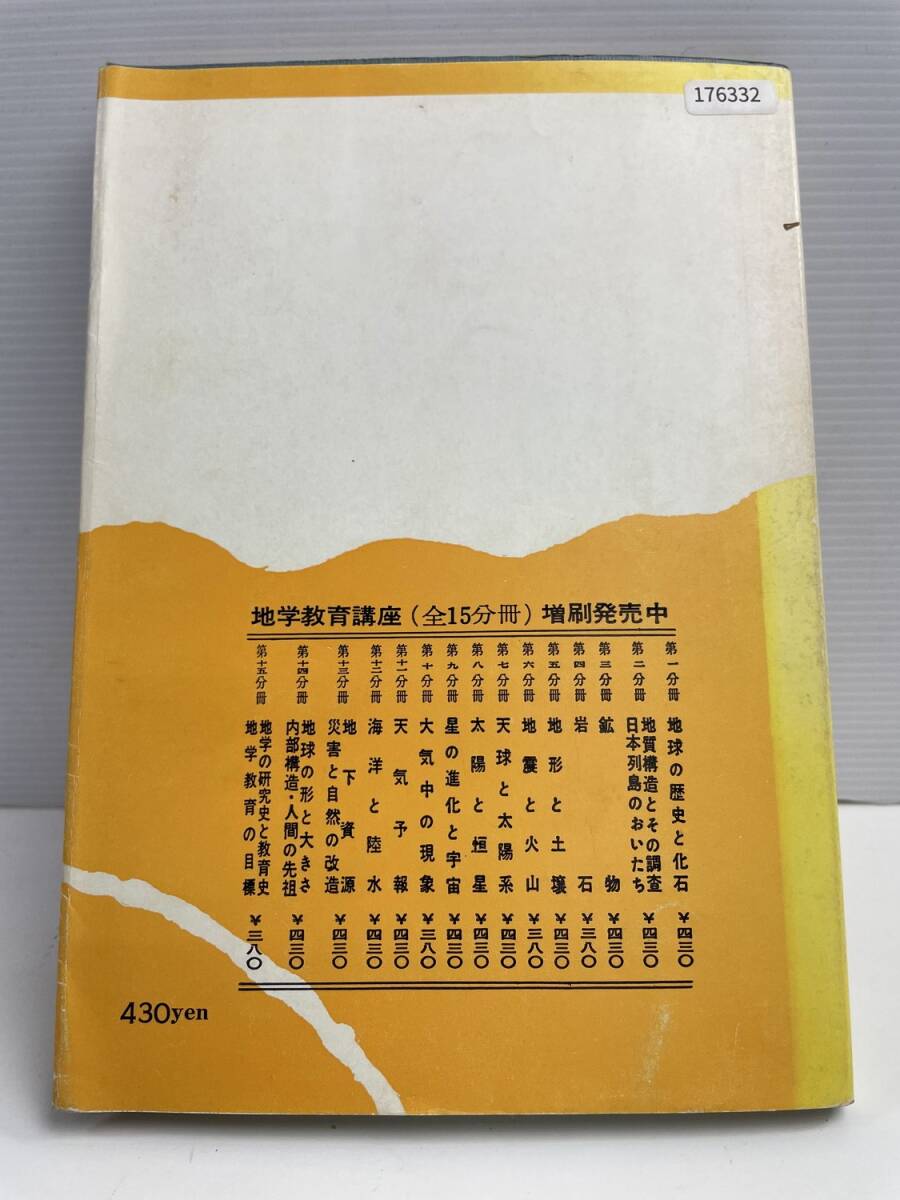 176332
地学教育講座(全15分冊)増刷発売中
第一分冊 地球の歴史と化石 ¥四三〇
第二分冊 地質構造とその調査
日本列島のおいたち ¥四三〇
第三分冊 鉱物 ¥四三〇
第四分冊 岩石 ¥三八〇
第五分冊 地形と土壌 ¥四三〇
第六分冊 地震と火山 ¥三八〇
第七分冊 天球と太陽系 ¥四三〇
第八分冊 太陽と恒星 ¥四三〇
第九分冊 星の進化と宇宙 ¥四三〇
第十分冊 大気中の現象 ¥三八〇
第十一分冊 天気予報 ¥四三〇
第十二分冊 海洋と陸水 ¥四三〇
第十三分冊 地下資源
災害と自然の改造 ¥四三〇
第十四分冊 地球の形と大きさ
内部構造・人間の先祖 ¥四三〇
第十五分冊 地学の研究史と教育史
地学教育の目標 ¥三八〇
430yen